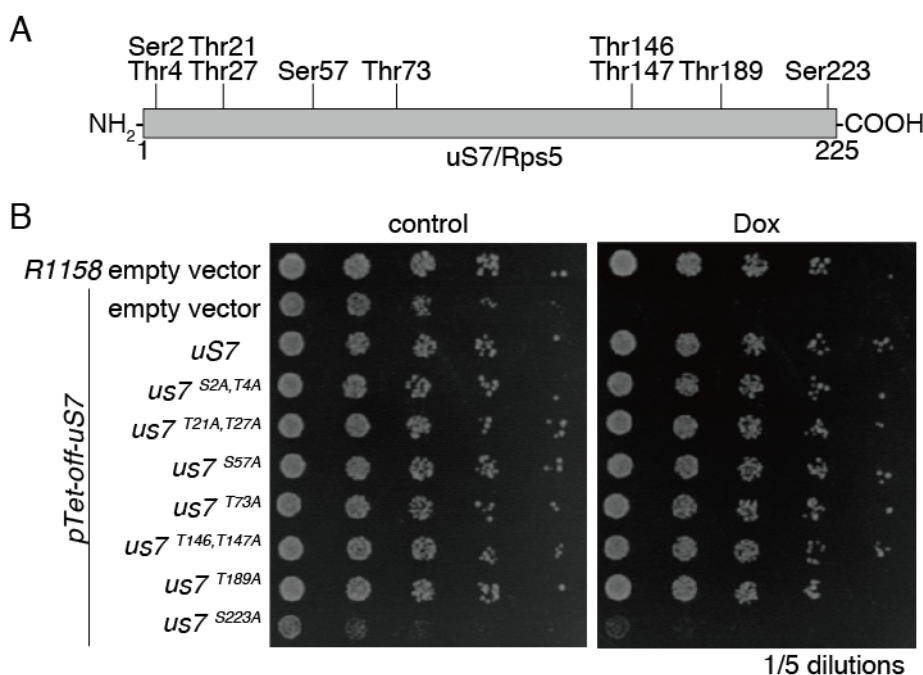 A
Ser2 Thr21 Thr146
Thr4 Thr27 Ser57 Thr73 Thr147 Thr189 Ser223
NH2 COOH
1 uS7/Rps5 225
B
control Dox
R1158 empty vector
empty vector
uS7
us7 S2A,T4A
us7 T21A,T27A
us7 S57A
us7 T73A
us7 T146,T147A
us7 T189A
us7 S223A
pTet-off-uS7
1/5 dilutions